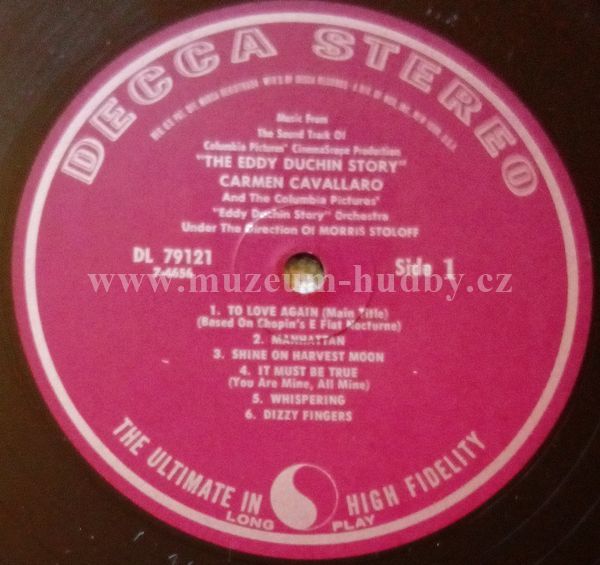 DECCA STEREO
Music From
The Sound Track Of
Columbia Pictures' CinemaScope Production
"THE EDDY DUCHIN STORY"
CARMEN CAVALLARO
And The Columbia Pictures'
"Eddy Duchin Story" Orchestra
Under The Direction Of MORRIS STOLOFF
DL 79121
7-4656
Side 1
www.muzeum-hudby.cz
1. TO LOVE AGAIN (Main Title)
(Based On Chopin's E Flat Nocturne)
2. MANHATTAN
3. SHINE ON HARVEST MOON
4. IT MUST BE TRUE
(You Are Mine, All Mine)
5. WHISPERING
6. DIZZY FINGERS
THE ULTIMATE IN HIGH FIDELITY
LONG PLAY